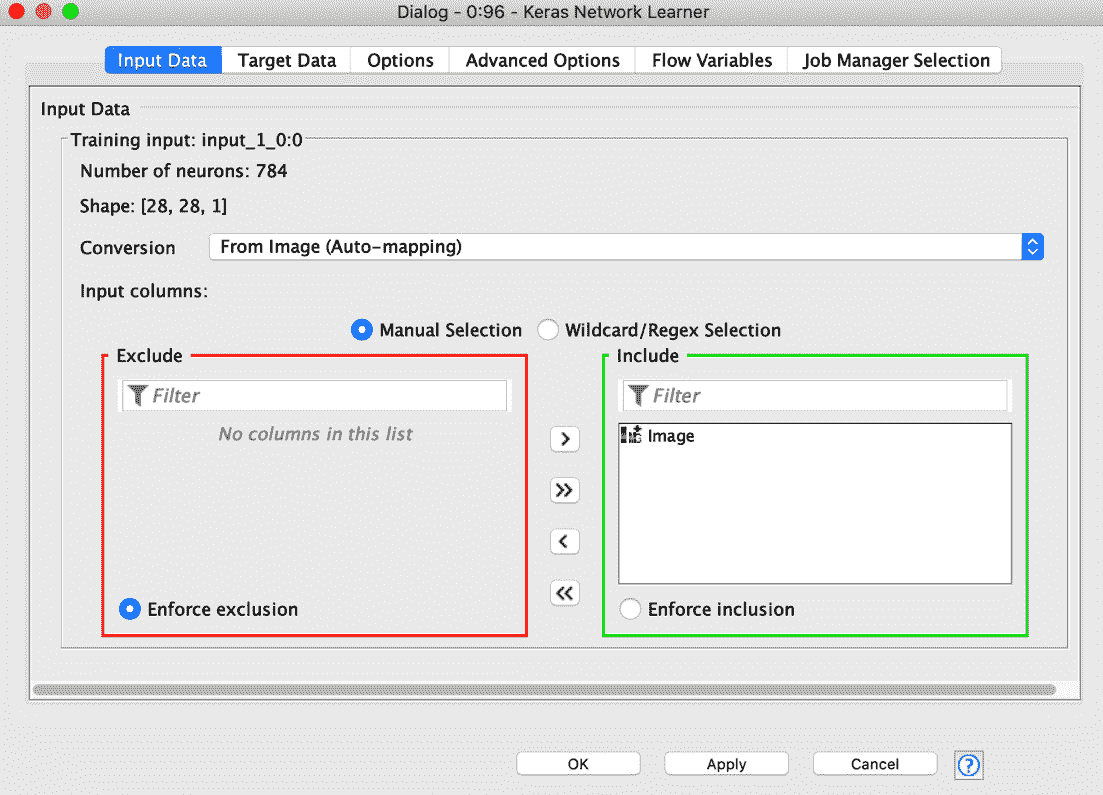 Dialog - 0:96 - Keras Network Learner
Input Data Target Data Options Advanced Options Flow Variables Job Manager Selection
Input Data
Training input: input_1_0:0
Number of neurons: 784
Shape: [28, 28, 1]
Conversion From Image (Auto-mapping)
Input columns:
Manual Selection Wildcard/Regex Selection
Exclude Include
Filter Filter
No columns in this list Image
>
>>
<
<<
Enforce exclusion Enforce inclusion
OK Apply Cancel ?